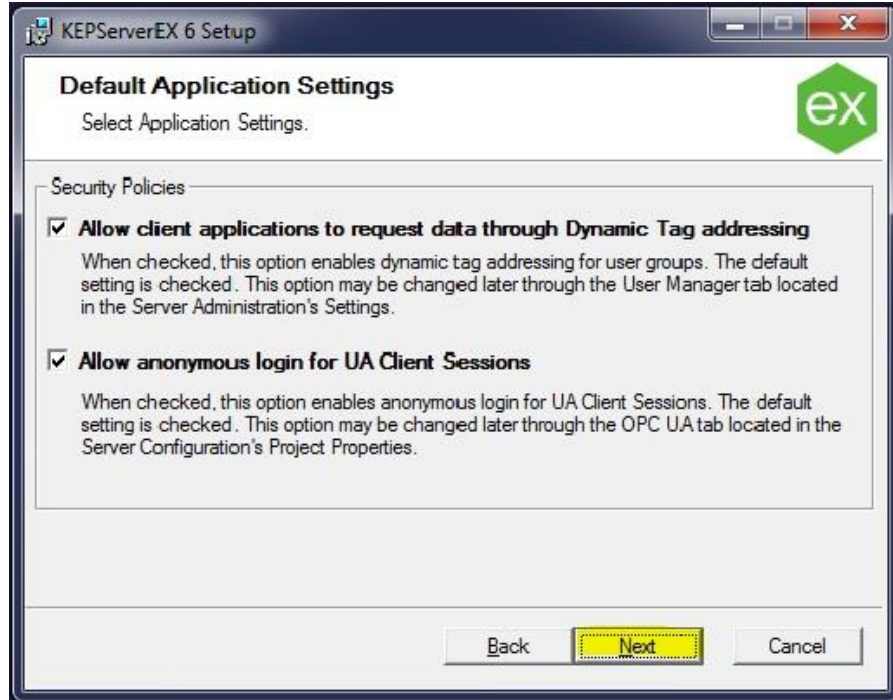 KEPServerEX 6 Setup
Default Application Settings
Select Application Settings.
ex
Security Policies
Allow client applications to request data through Dynamic Tag addressing
When checked, this option enables dynamic tag addressing for user groups. The default
setting is checked. This option may be changed later through the User Manager tab located
in the Server Administration's Settings.
Allow anonymous login for UA Client Sessions
When checked, this option enables anonymous login for UA Client Sessions. The default
setting is checked. This option may be changed later through the OPC UA tab located in the
Server Configuration's Project Properties.
Back Next Cancel